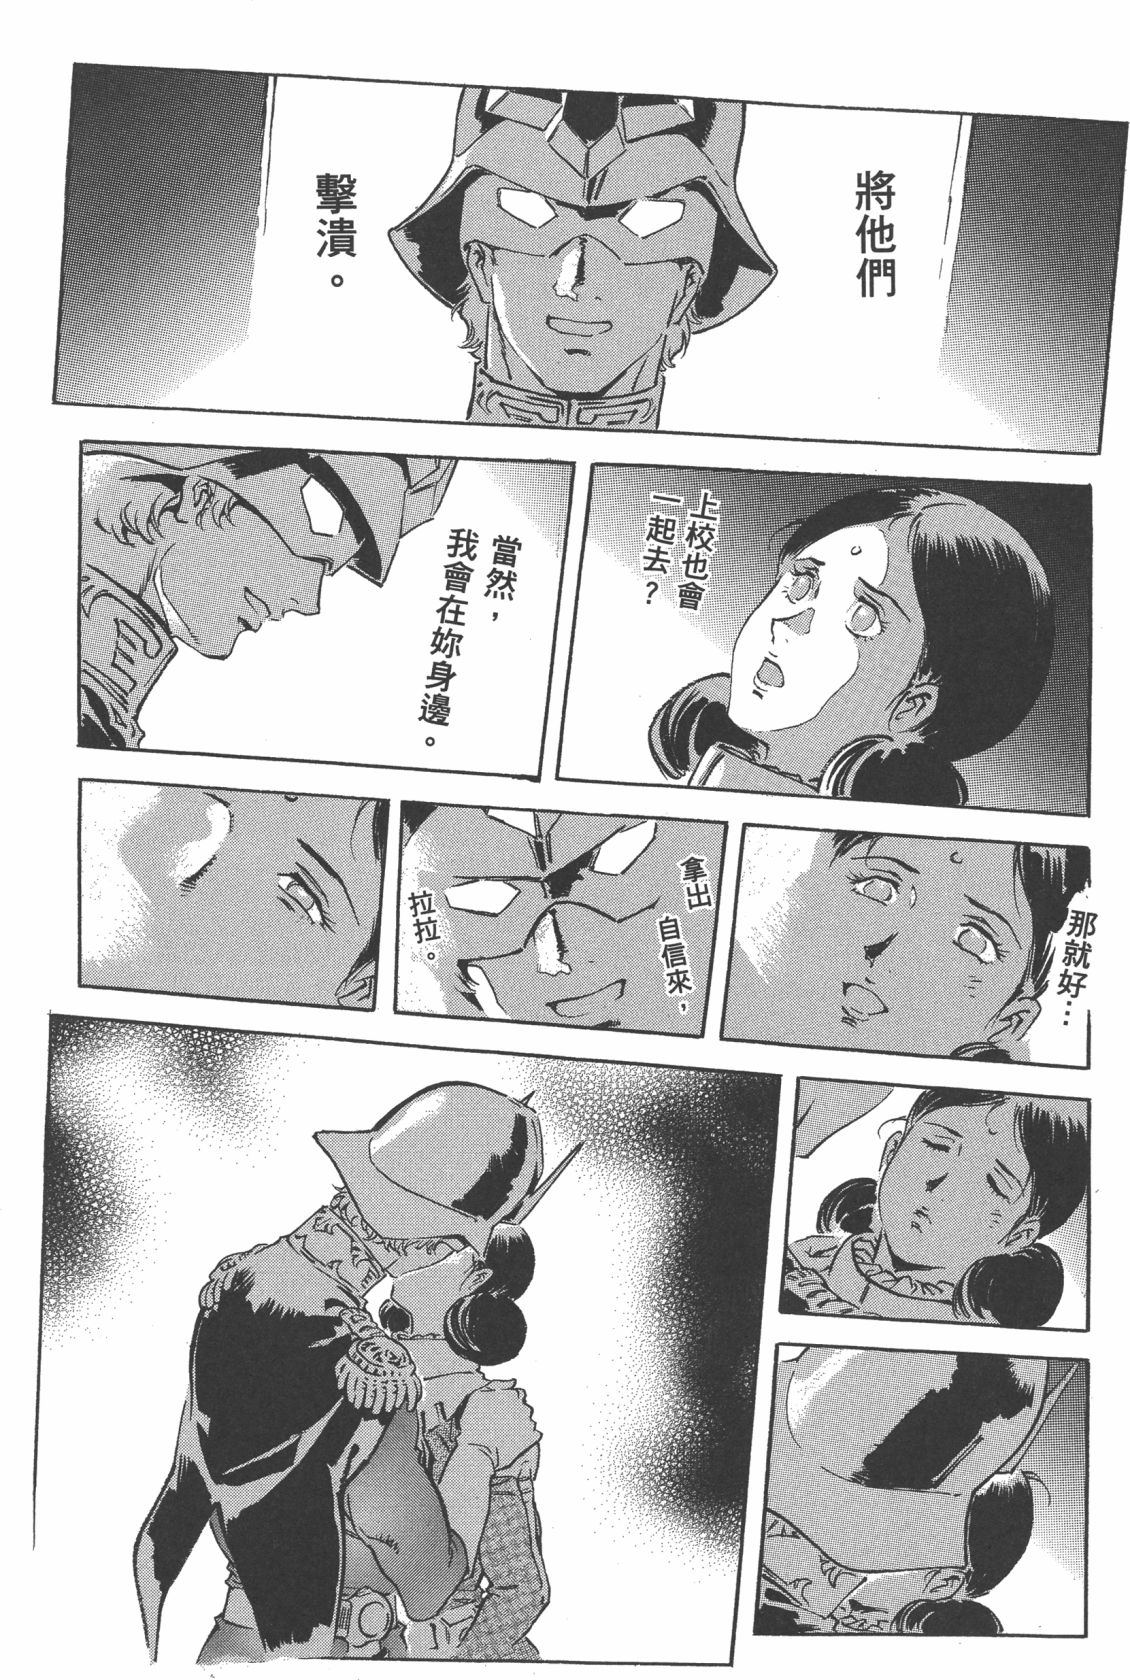 將他們
擊潰。
上校也會
一起去？
當然，
我會在妳身邊。
那就好…
拿出
自信來，
拉拉。